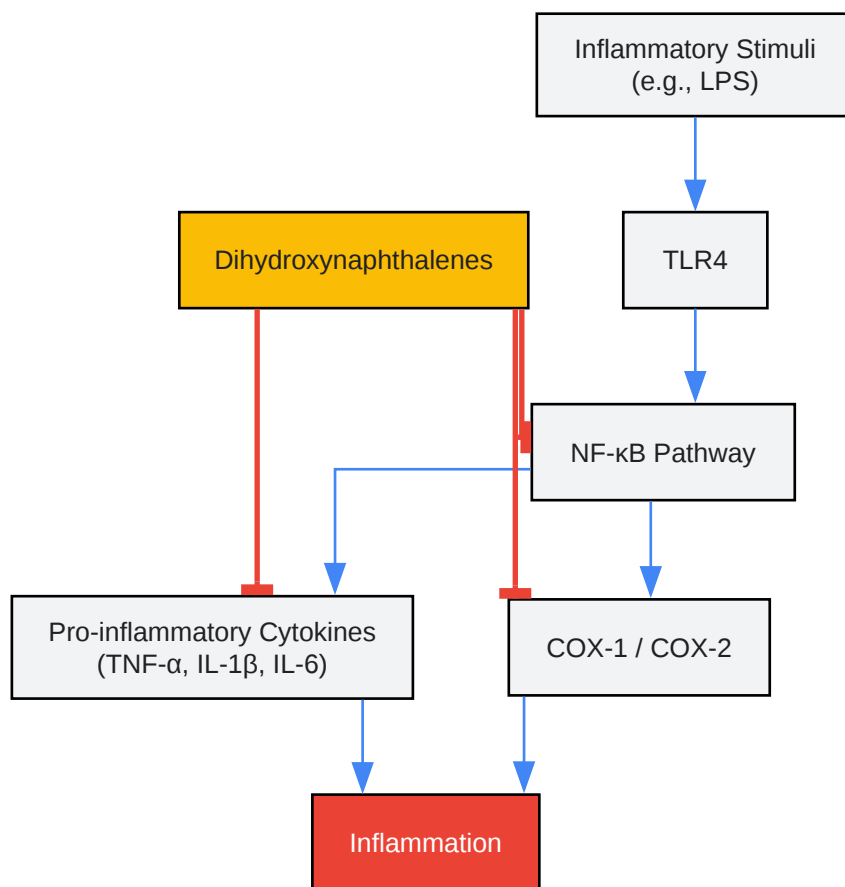 Inflammatory Stimuli
(e.g., LPS)
Dihydroxynaphthalenes
TLR4
NF-κB Pathway
Pro-inflammatory Cytokines
(TNF-α, IL-1β, IL-6)
COX-1 / COX-2
Inflammation